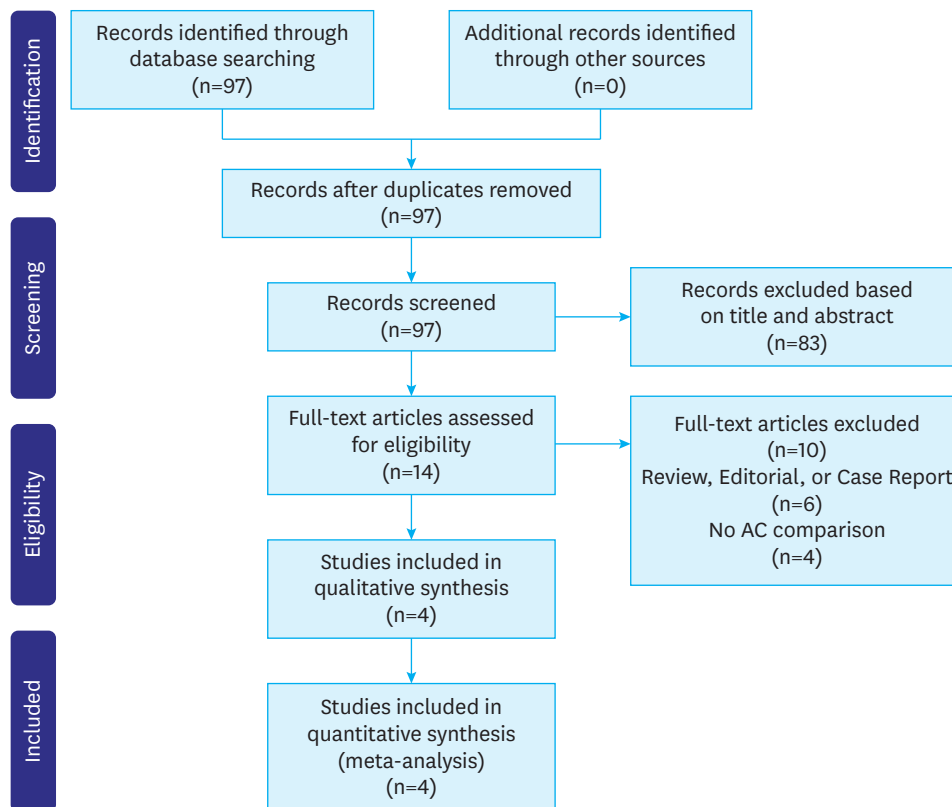 Identification
Records identified through
database searching
(n=97)
Additional records identified
through other sources
(n=0)
Records after duplicates removed
(n=97)
Screening
Records screened
(n=97)
Records excluded based
on title and abstract
(n=83)
Eligibility
Full-text articles assessed
for eligibility
(n=14)
Full-text articles excluded
(n=10)
Review, Editorial, or Case Report
(n=6)
No AC comparison
(n=4)
Studies included in
qualitative synthesis
(n=4)
Included
Studies included in
quantitative synthesis
(meta-analysis)
(n=4)